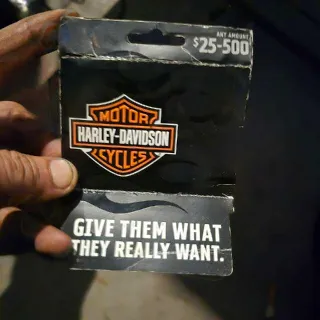 ANY AMOUNT
$25-500
MOTOR
HARLEY-DAVIDSON
CYCLES
GIVE THEM WHAT
THEY REALLY WANT.